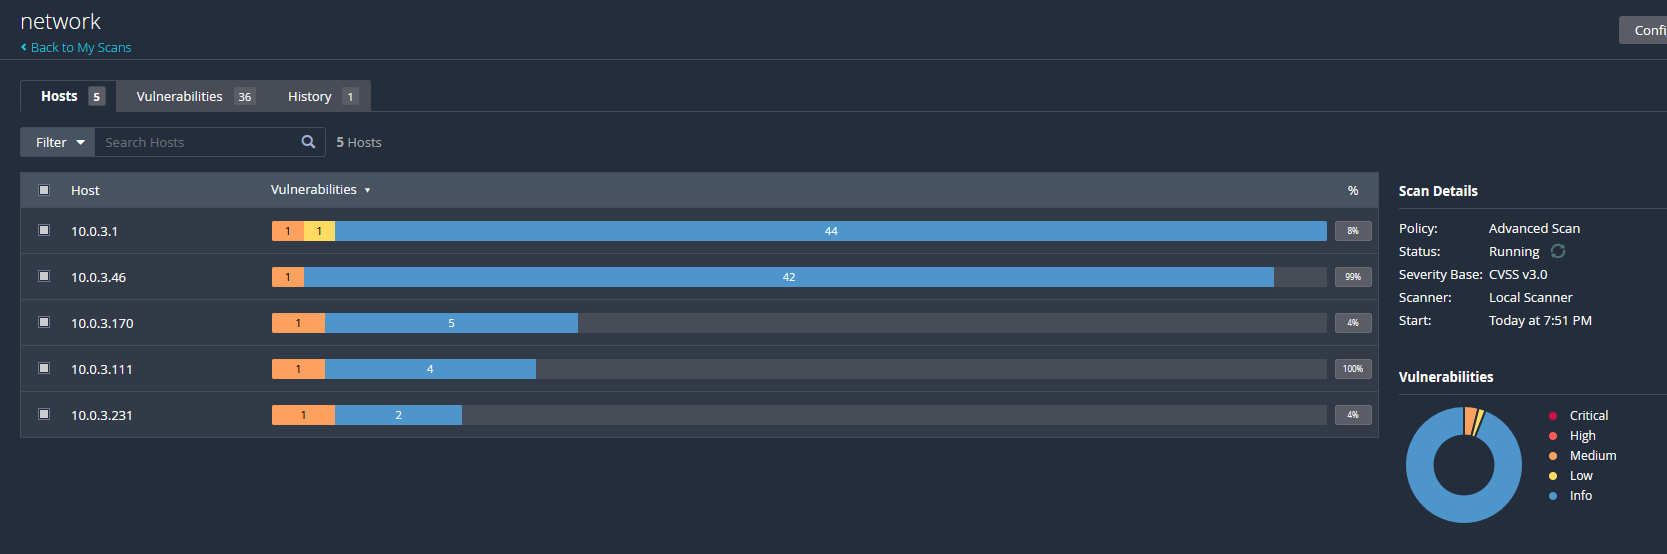 network
Back to My Scans
Confi
Hosts 5 Vulnerabilities 36 History 1
Filter Search Hosts 5 Hosts
Host Vulnerabilities %
10.0.3.1 1 1 44 8%
10.0.3.46 1 42 99%
10.0.3.170 1 5 4%
10.0.3.111 1 4 100%
10.0.3.231 1 2 4%
Scan Details
Policy: Advanced Scan
Status: Running
Severity Base: CVSS v3.0
Scanner: Local Scanner
Start: Today at 7:51 PM
Vulnerabilities
Critical
High
Medium
Low
Info